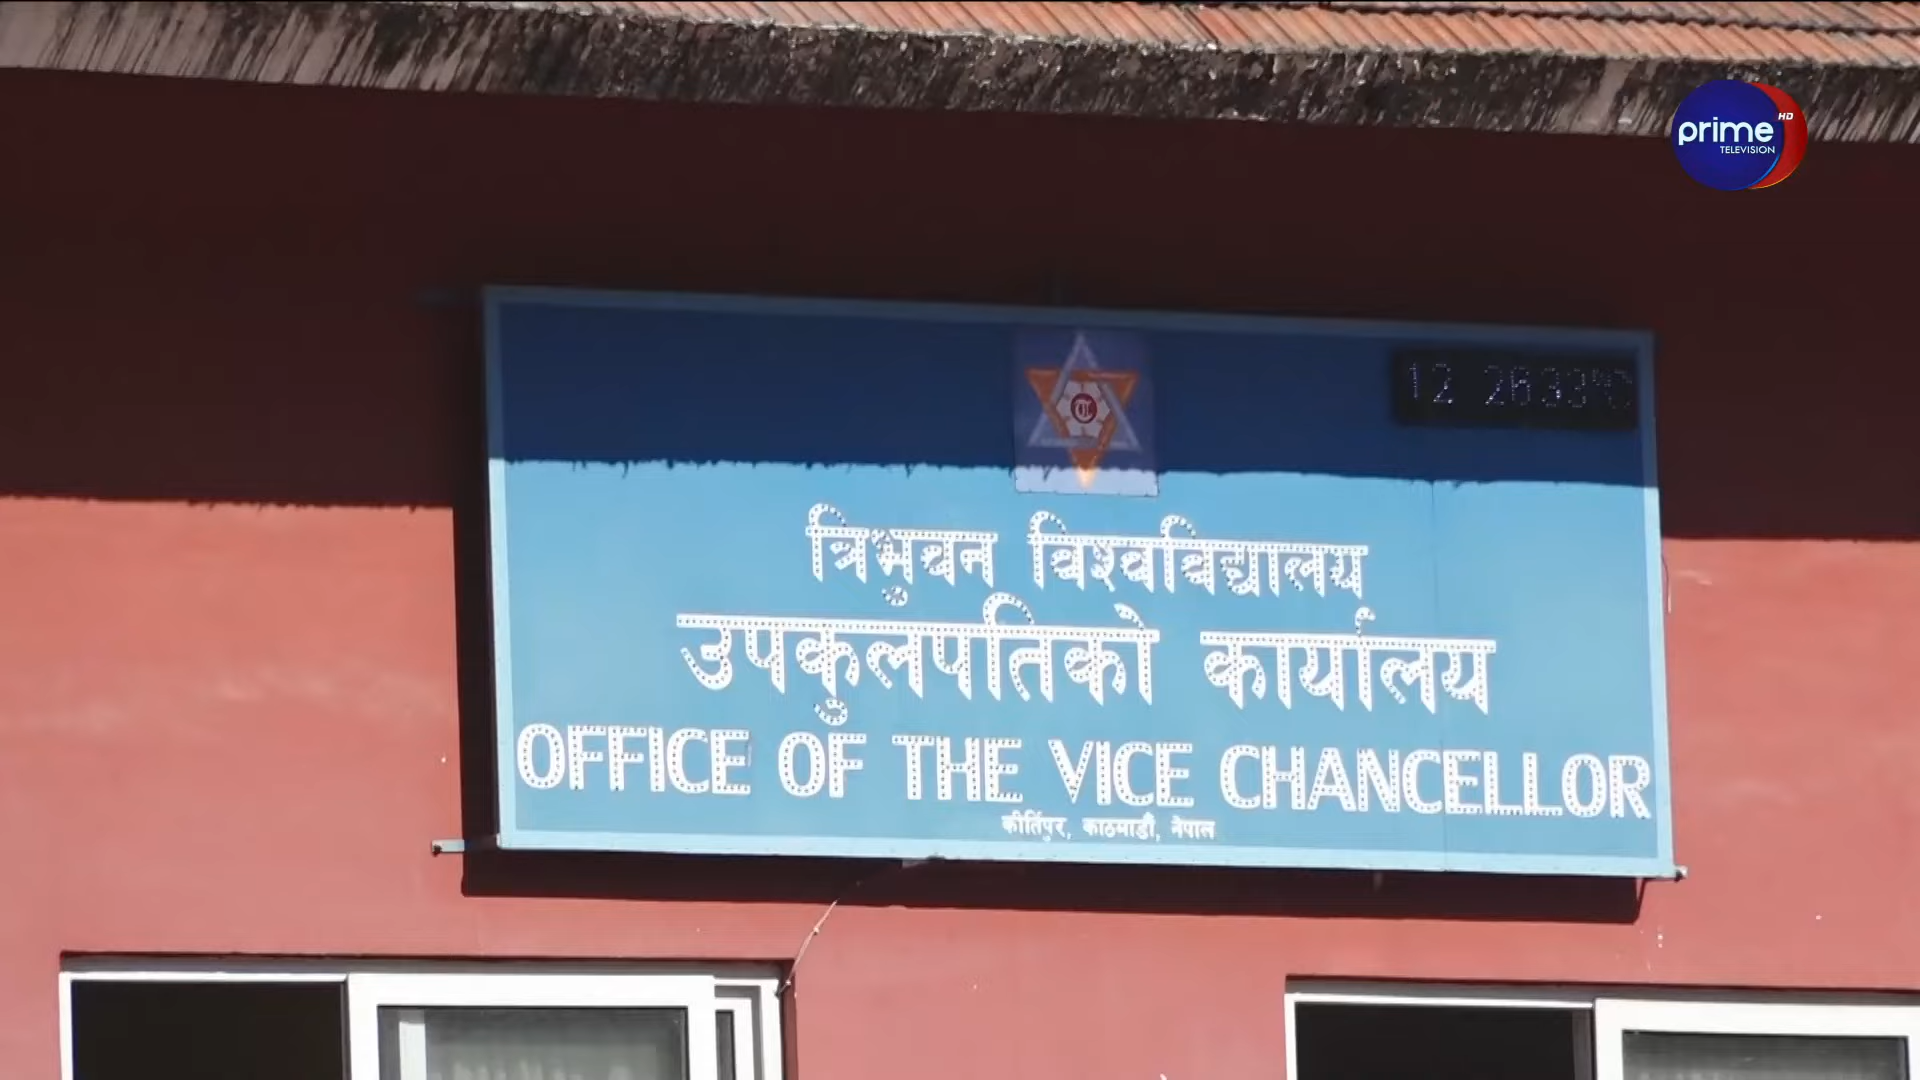 prime HD
TELEVISION
12 26 33°C
त्रिभुवन विश्वविद्यालय
उपकुलपतिको कार्यालय
OFFICE OF THE VICE CHANCELLOR
कीर्तिपुर, काठमाडौं, नेपाल